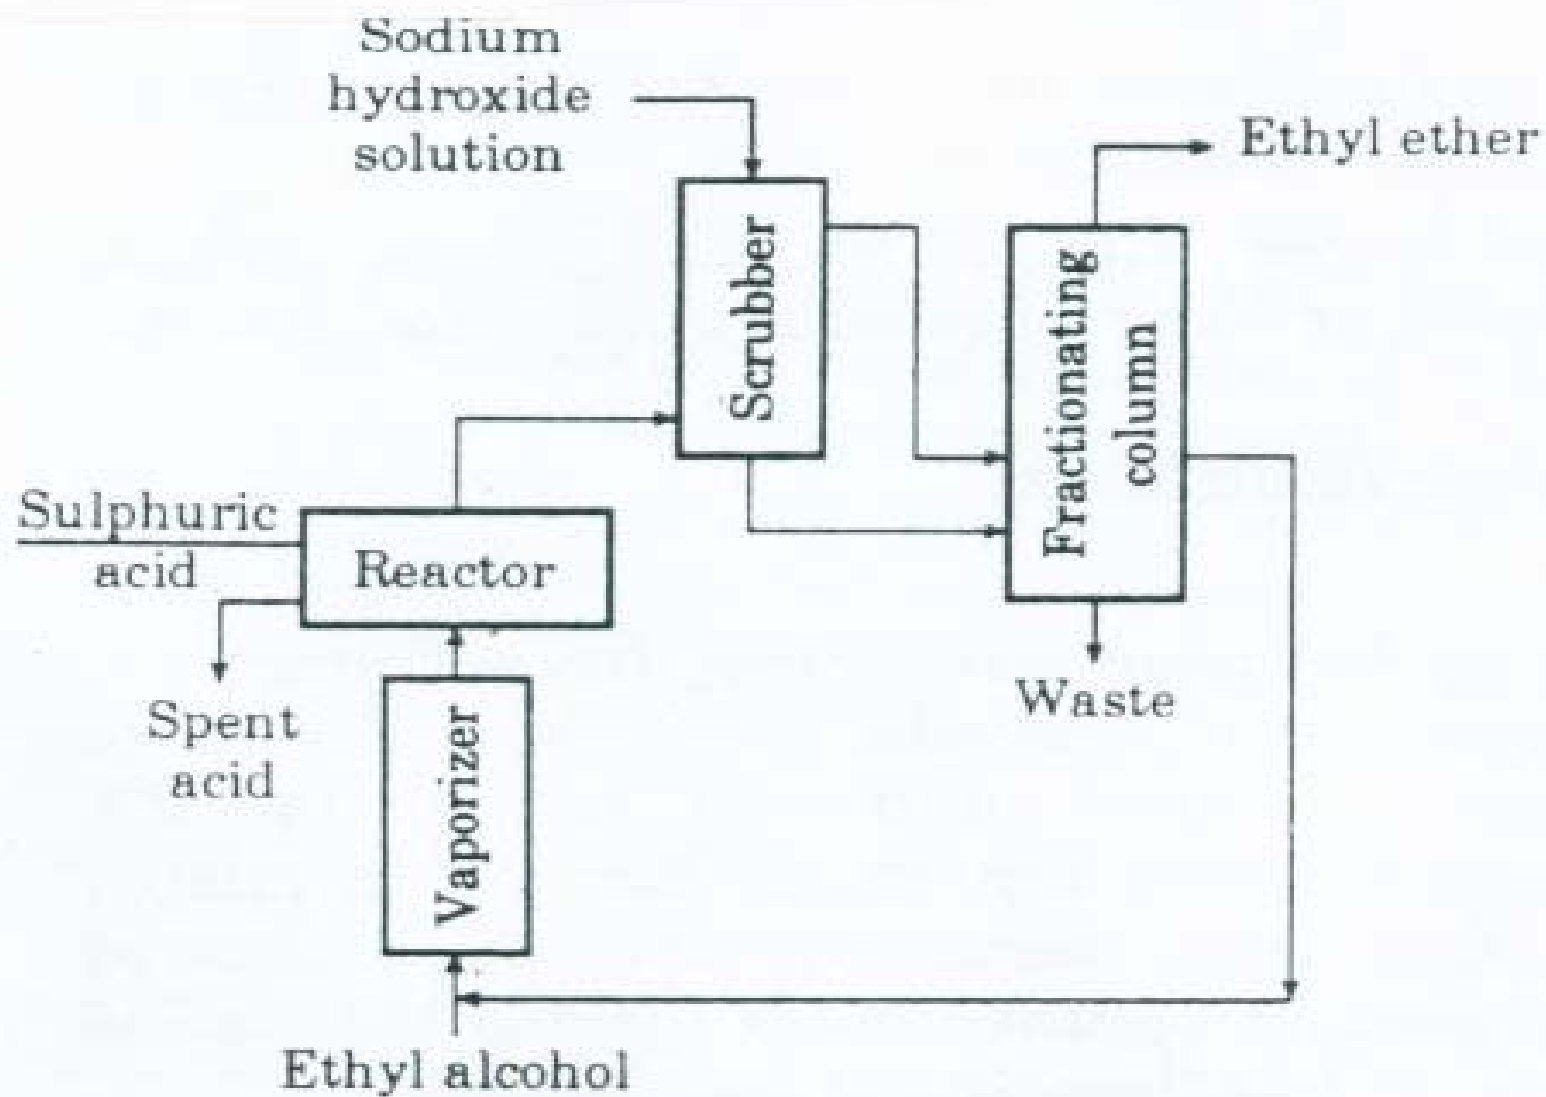 Sodium
hydroxide
solution
Ethyl ether
Scrubber
Fractionating
column
Sulphuric
acid
Reactor
Spent
acid
Waste
Vaporizer
Ethyl alcohol